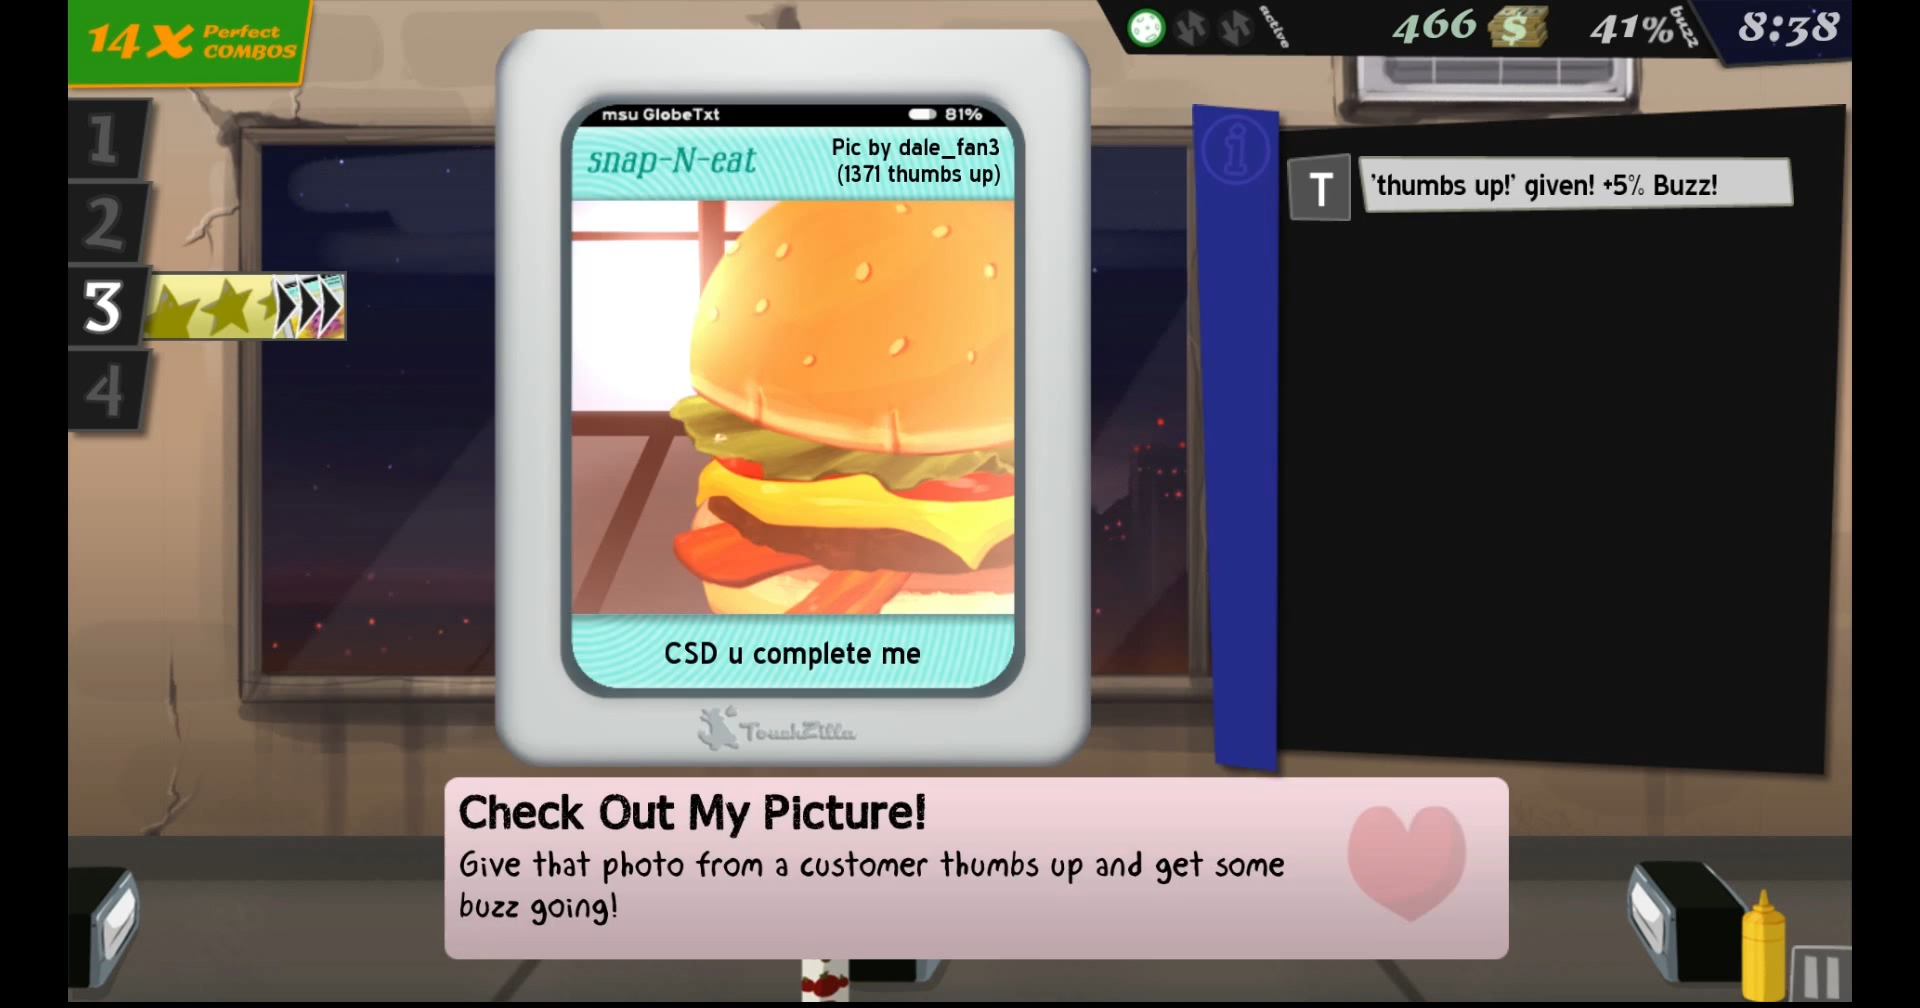 14X Perfect COMBOS
active
466 $
41% buzz
8:38
1
2
3
4
msu GlobeTxt
81%
snap-N-eat
Pic by dale_fan3
(1371 thumbs up)
CSD u complete me
TouchZilla
i
T
'thumbs up!' given! +5% Buzz!
Check Out My Picture!
Give that photo from a customer thumbs up and get some
buzz going!